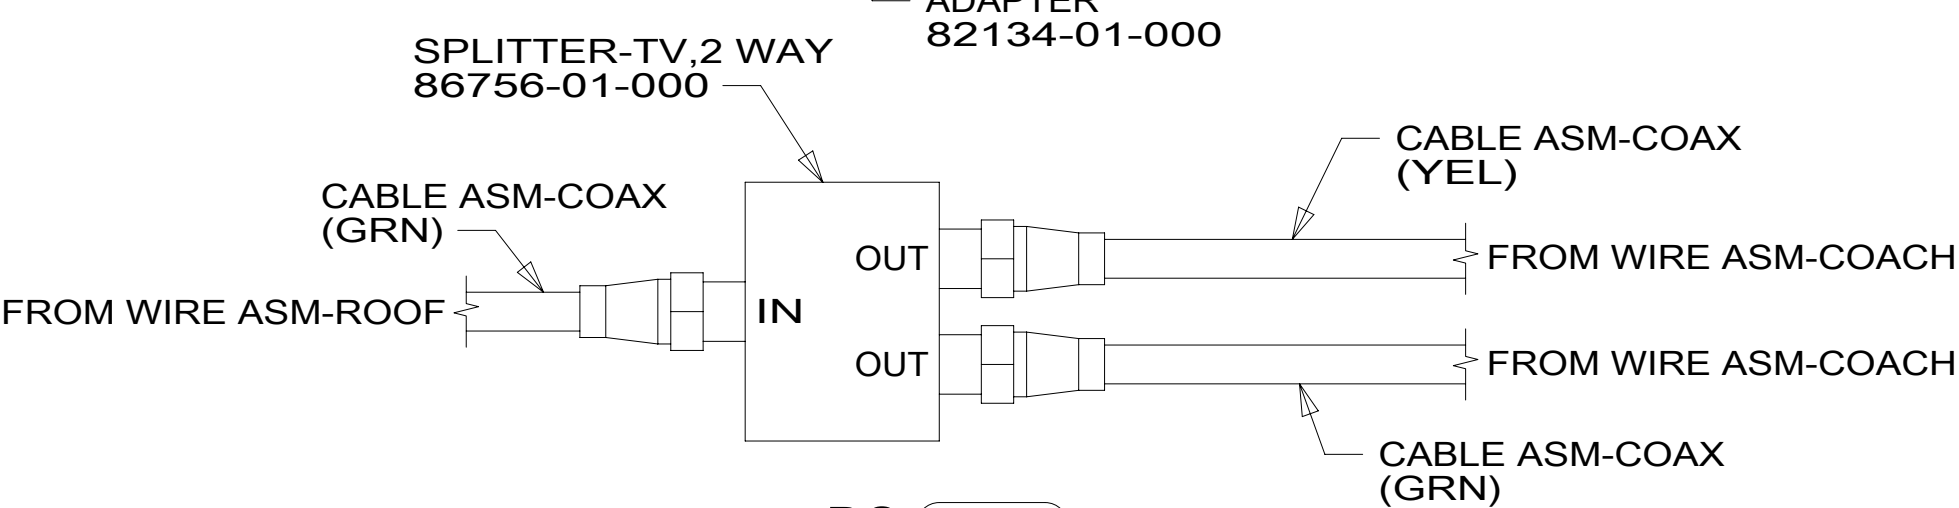 ADAPTER
82134-01-000
SPLITTER-TV,2 WAY
86756-01-000
CABLE ASM-COAX
(YEL)
CABLE ASM-COAX
(GRN)
OUT
FROM WIRE ASM-COACH
FROM WIRE ASM-ROOF
IN
OUT
FROM WIRE ASM-COACH
CABLE ASM-COAX
(GRN)